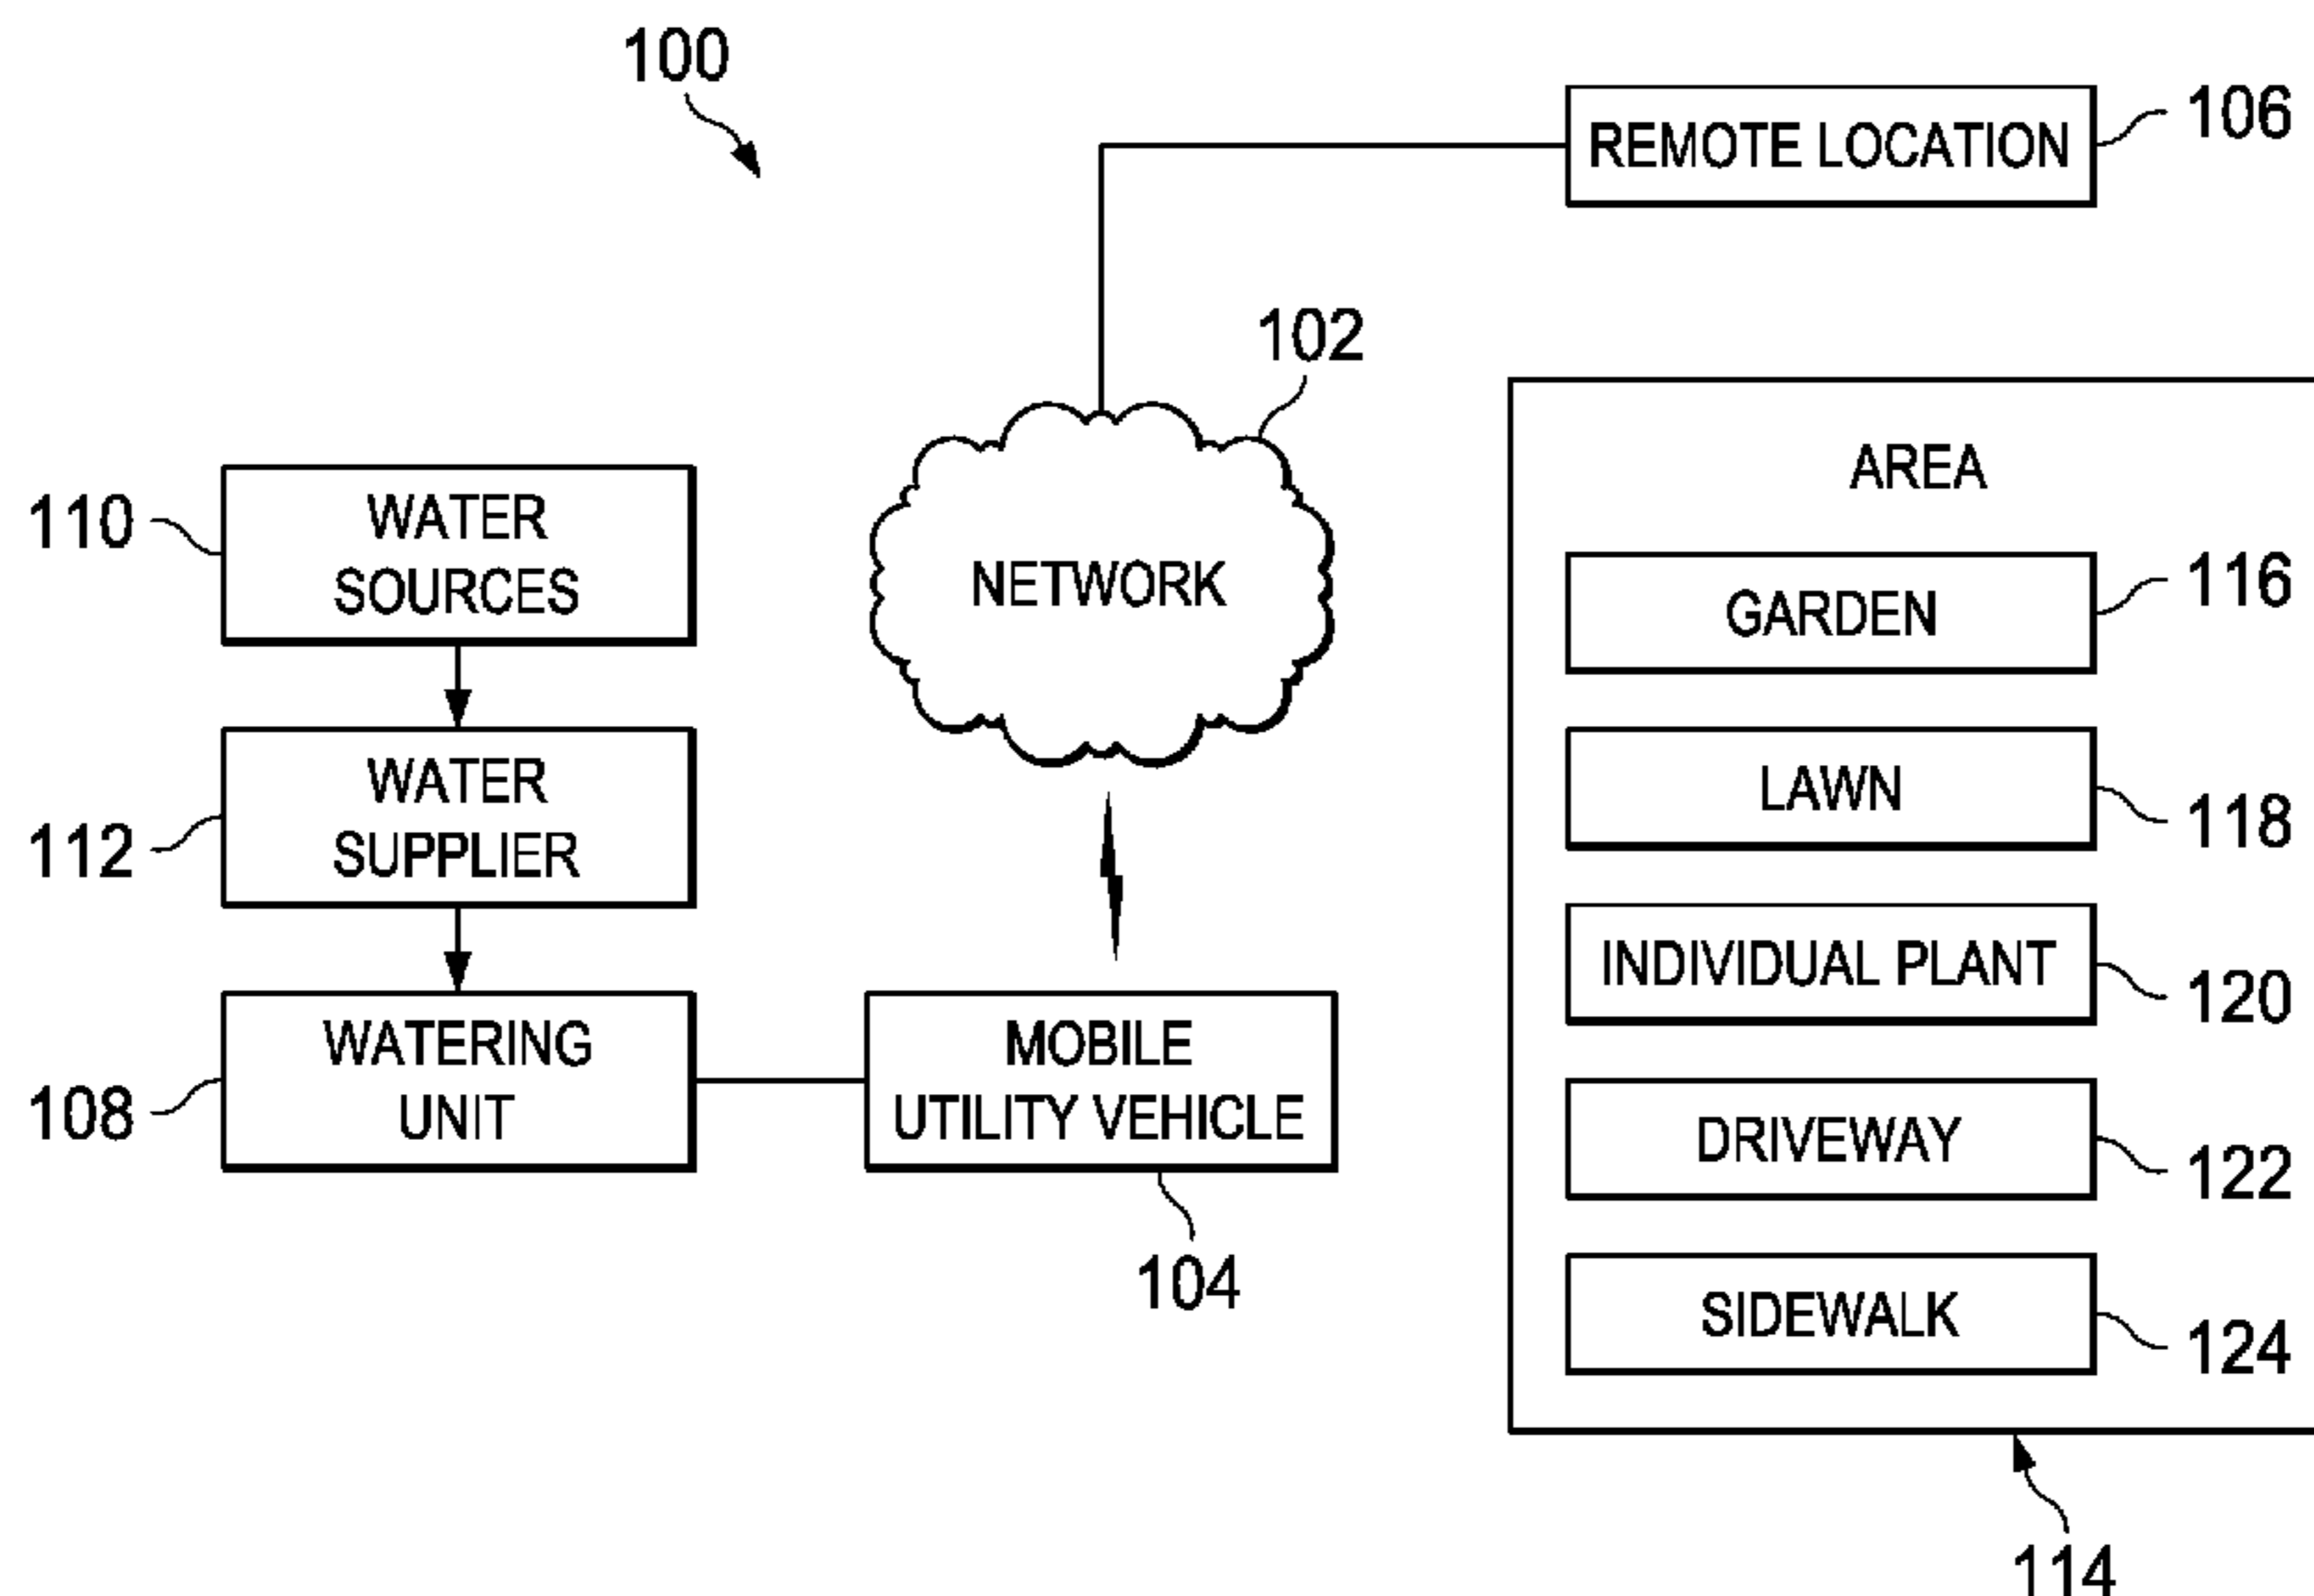 100
REMOTE LOCATION
106
102
NETWORK
110
WATER
SOURCES
112
WATER
SUPPLIER
108
WATERING
UNIT
MOBILE
UTILITY VEHICLE
104
AREA
GARDEN
116
LAWN
118
INDIVIDUAL PLANT
120
DRIVEWAY
122
SIDEWALK
124
114